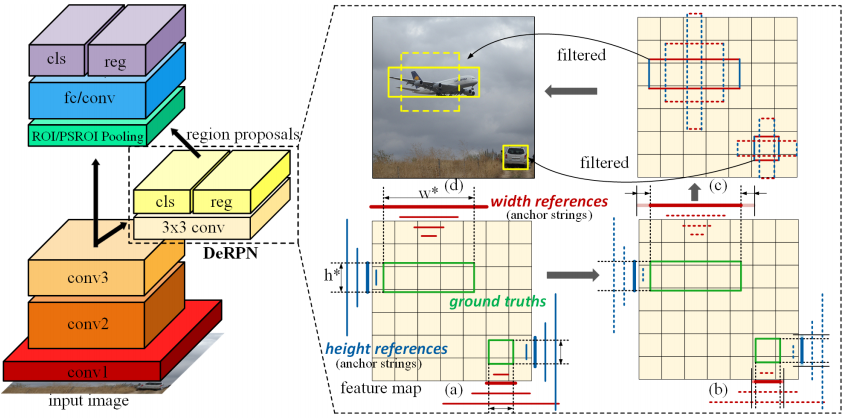 cls
reg
fc/conv
ROI/PSROI Pooling
region proposals
cls
reg
3x3 conv
DeRPN
conv3
conv2
conv1
input image
filtered
filtered
(d)
(c)
w*
width references
(anchor strings)
h*
ground truths
height references
(anchor strings)
feature map
(a)
(b)